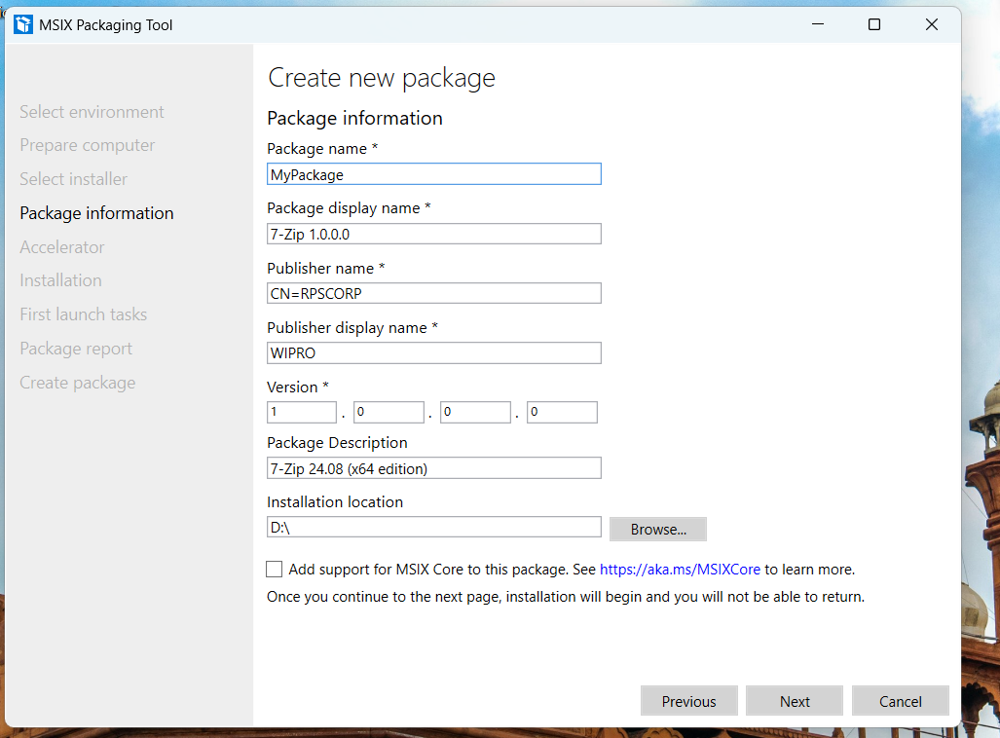 MSIX Packaging Tool
Create new package
Select environment
Prepare computer
Select installer
Package information
Accelerator
Installation
First launch tasks
Package report
Create package
Package information
Package name *
MyPackage
Package display name *
7-Zip 1.0.0.0
Publisher name *
CN=RPSCORP
Publisher display name *
WIPRO
Version *
1 . 0 . 0 . 0
Package Description
7-Zip 24.08 (x64 edition)
Installation location
D:\ Browse...
Add support for MSIX Core to this package. See https://aka.ms/MSIXCore to learn more.
Once you continue to the next page, installation will begin and you will not be able to return.
Previous Next Cancel